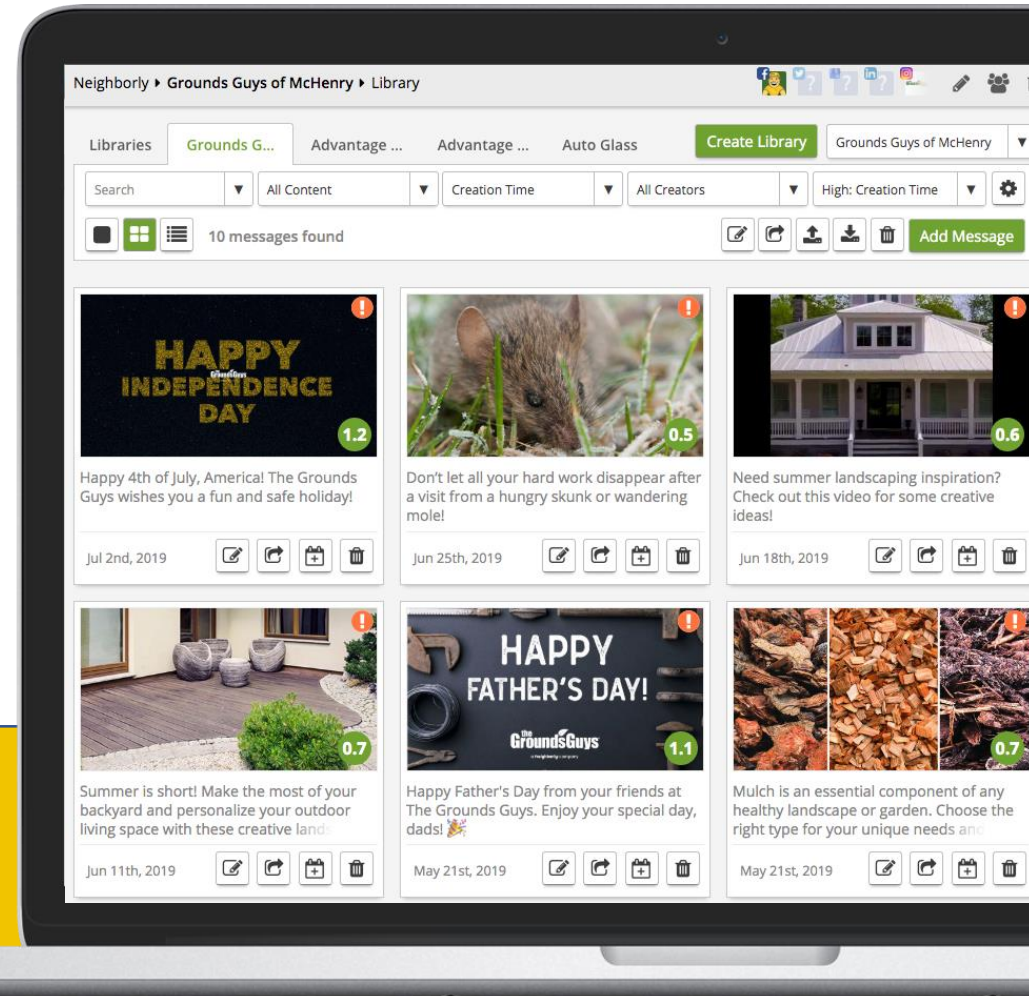 Neighborly ▸ Grounds Guys of McHenry ▸ Library
Libraries
Grounds G...
Advantage ...
Advantage ...
Auto Glass
Create Library
Grounds Guys of McHenry
Search
All Content
Creation Time
All Creators
High: Creation Time
10 messages found
Add Message
HAPPY
INDEPENDENCE
DAY
1.2
Happy 4th of July, America! The Grounds
Guys wishes you a fun and safe holiday!
Jul 2nd, 2019
0.5
Don't let all your hard work disappear after
a visit from a hungry skunk or wandering
mole!
Jun 25th, 2019
0.6
Need summer landscaping inspiration?
Check out this video for some creative
ideas!
Jun 18th, 2019
0.7
Summer is short! Make the most of your
backyard and personalize your outdoor
living space with these creative lands
Jun 11th, 2019
HAPPY
FATHER'S DAY!
the
GroundsGuys
a neighborly company
1.1
Happy Father's Day from your friends at
The Grounds Guys. Enjoy your special day,
dads! 🎉
May 21st, 2019
0.7
Mulch is an essential component of any
healthy landscape or garden. Choose the
right type for your unique needs and
May 21st, 2019